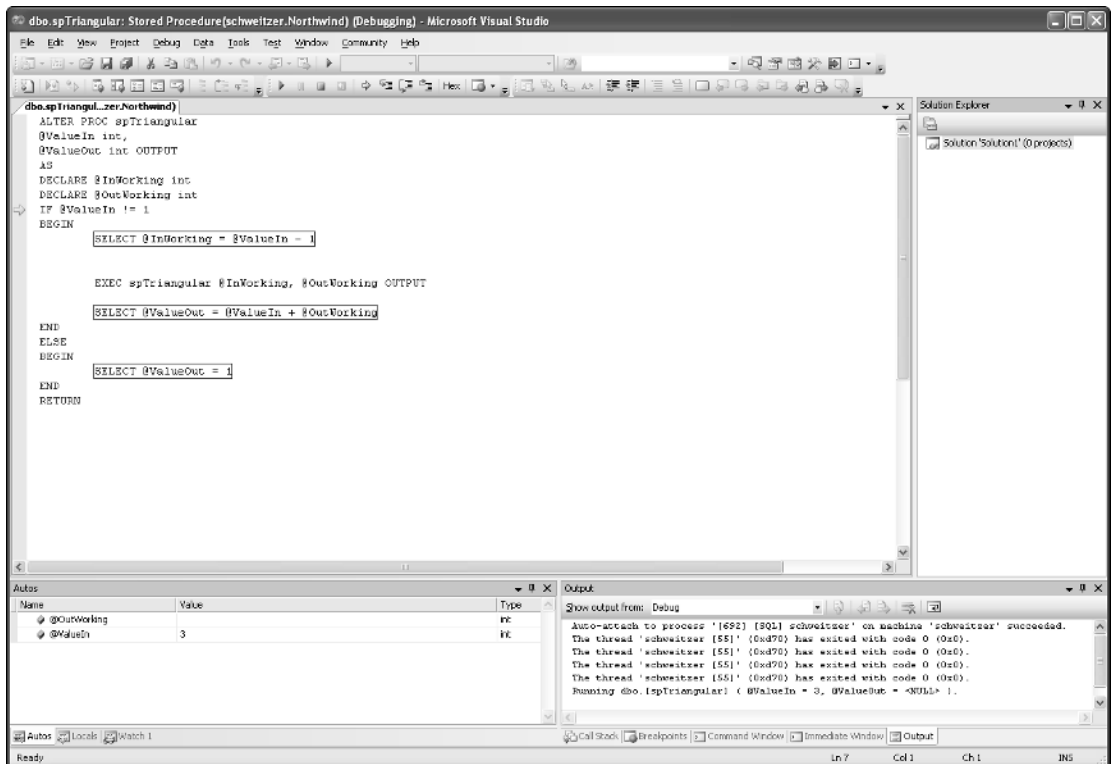 dbo.spTriangular: Stored Procedure(schweitzer.Northwind) (Debugging) - Microsoft Visual Studio
File Edit View Project Debug Data Tools Test Window Community Help
Hex
dbo.spTriangul...zer.Northwind)
ALTER PROC spTriangular
@ValueIn int,
@ValueOut int OUTPUT
AS
DECLARE @InWorking int
DECLARE @OutWorking int
IF @ValueIn != 1
BEGIN
SELECT @InWorking = @ValueIn - 1
EXEC spTriangular @InWorking, @OutWorking OUTPUT
SELECT @ValueOut = @ValueIn + @OutWorking
END
ELSE
BEGIN
SELECT @ValueOut = 1
END
RETURN
Solution Explorer
Solution 'Solution1' (0 projects)
Autos
Name Value Type
@OutWorking int
@ValueIn 3 int
Autos Locals Watch 1
Output
Show output from: Debug
Auto-attach to process '[692] [SQL] schweitzer' on machine 'schweitzer' succeeded.
The thread 'schweitzer [55]' (0xd70) has exited with code 0 (0x0).
The thread 'schweitzer [55]' (0xd70) has exited with code 0 (0x0).
The thread 'schweitzer [55]' (0xd70) has exited with code 0 (0x0).
The thread 'schweitzer [55]' (0xd70) has exited with code 0 (0x0).
Running dbo.[spTriangular] ( @ValueIn = 3, @ValueOut = <NULL> ).
Call Stack Breakpoints Command Window Immediate Window Output
Ready Ln 7 Col 1 Ch 1 INS